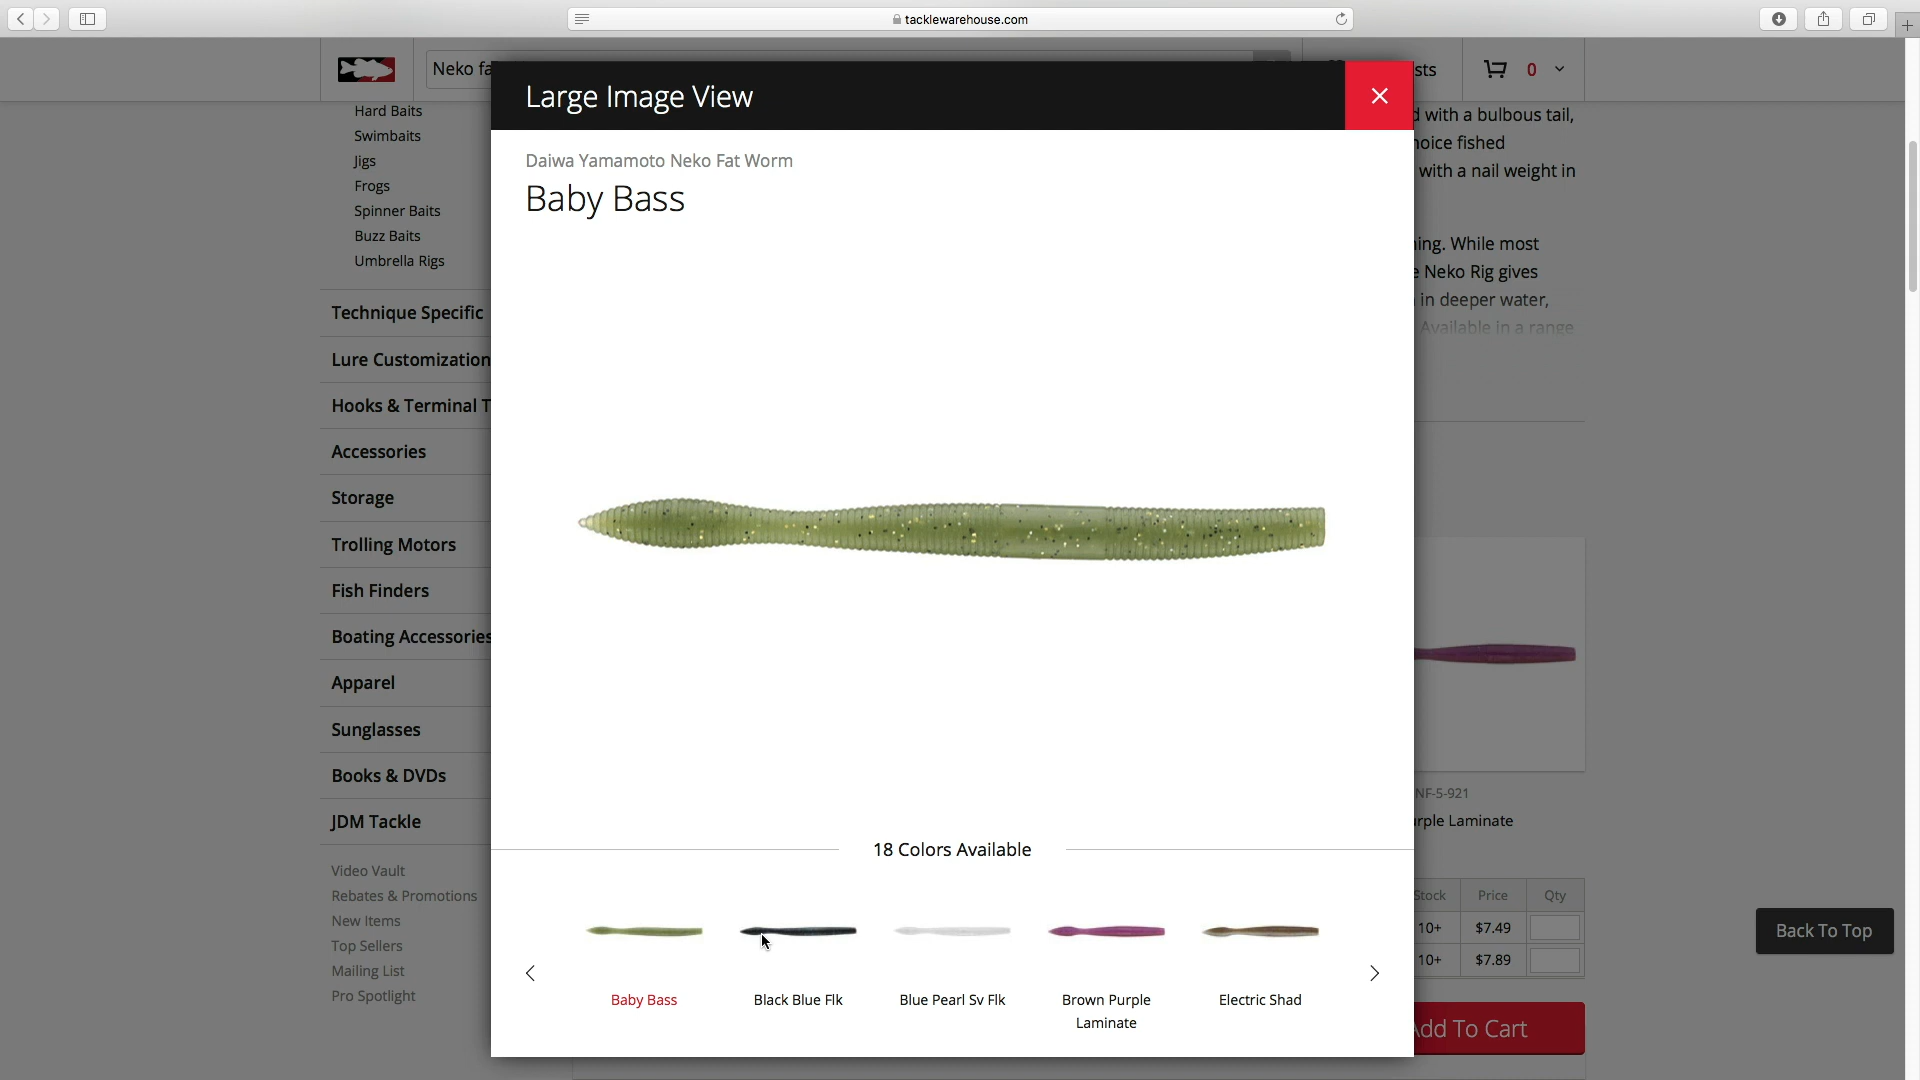 tacklewarehouse.com
Neko fa
sts
0
Large Image View
Daiwa Yamamoto Neko Fat Worm
Baby Bass
Hard Baits
Swimbaits
Jigs
Frogs
Spinner Baits
Buzz Baits
Umbrella Rigs
Technique Specific
Lure Customization
Hooks & Terminal T
Accessories
Storage
Trolling Motors
Fish Finders
Boating Accessories
Apparel
Sunglasses
Books & DVDs
JDM Tackle
Video Vault
Rebates & Promotions
New Items
Top Sellers
Mailing List
Pro Spotlight
d with a bulbous tail,
hoice fished
with a nail weight in
ing. While most
e Neko Rig gives
in deeper water,
Available in a range
18 Colors Available
Baby Bass
Black Blue Flk
Blue Pearl Sv Flk
Brown Purple
Laminate
Electric Shad
NF-5-921
urple Laminate
Stock Price Qty
10+ $7.49
10+ $7.89
Add To Cart
Back To Top